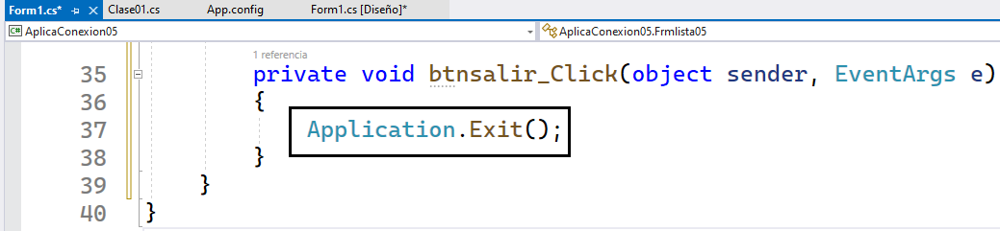 Form1.cs* Clase01.cs App.config Form1.cs [Diseño]*
AplicaConexion05 AplicaConexion05.Frmlista05
1 referencia
35 private void btnsalir_Click(object sender, EventArgs e)
36 {
37 Application.Exit();
38 }
39 }
40 }